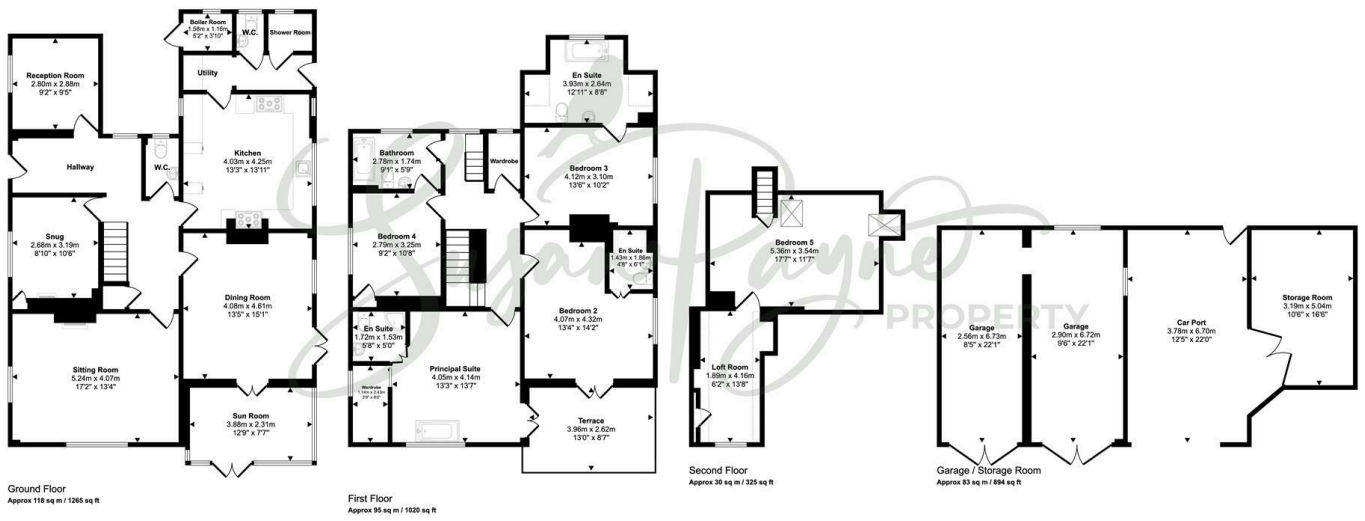 Boiler Room
1.58m x 1.16m
5'2" x 3'10"
W.C.
Shower Room
Reception Room
2.80m x 2.88m
9'2" x 9'5"
Utility
Kitchen
4.03m x 4.25m
13'3" x 13'11"
Hallway
W.C.
Snug
2.68m x 3.19m
8'10" x 10'6"
Dining Room
4.08m x 4.61m
13'5" x 15'1"
Sitting Room
5.24m x 4.07m
17'2" x 13'4"
Sun Room
3.88m x 2.31m
12'9" x 7'7"
Ground Floor
Approx 118 sq m / 1265 sq ft
En Suite
3.93m x 2.64m
12'11" x 8'8"
Bathroom
2.78m x 1.74m
9'1" x 5'9"
Wardrobe
Bedroom 3
4.12m x 3.10m
13'6" x 10'2"
Bedroom 4
2.79m x 3.25m
9'2" x 10'8"
En Suite
1.43m x 1.86m
4'8" x 6'1"
Bedroom 2
4.07m x 4.32m
13'4" x 14'2"
En Suite
1.72m x 1.53m
5'8" x 5'0"
Principal Suite
4.05m x 4.14m
13'3" x 13'7"
Wardrobe
1.14m x 2.43m
3'9" x 8'0"
Terrace
3.96m x 2.62m
13'0" x 8'7"
First Floor
Approx 95 sq m / 1020 sq ft
Bedroom 5
5.36m x 3.54m
17'7" x 11'7"
Loft Room
1.89m x 4.16m
6'2" x 13'8"
Second Floor
Approx 30 sq m / 325 sq ft
Garage
2.56m x 6.73m
8'5" x 22'1"
Garage
2.90m x 6.72m
9'6" x 22'1"
Car Port
3.78m x 6.70m
12'5" x 22'0"
Storage Room
3.19m x 5.04m
10'6" x 16'6"
Garage / Storage Room
Approx 83 sq m / 894 sq ft
Susan Payne
PROPERTY